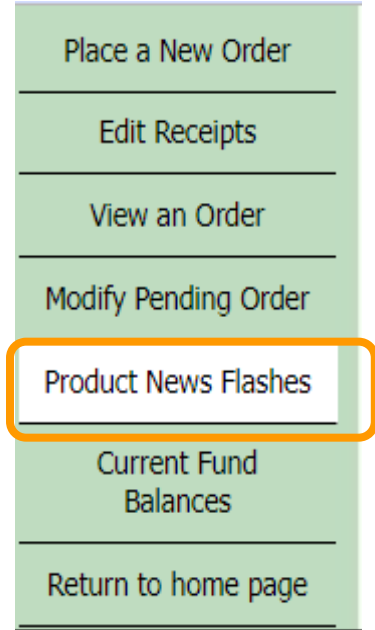 Place a New Order
Edit Receipts
View an Order
Modify Pending Order
Product News Flashes
Current Fund
Balances
Return to home page